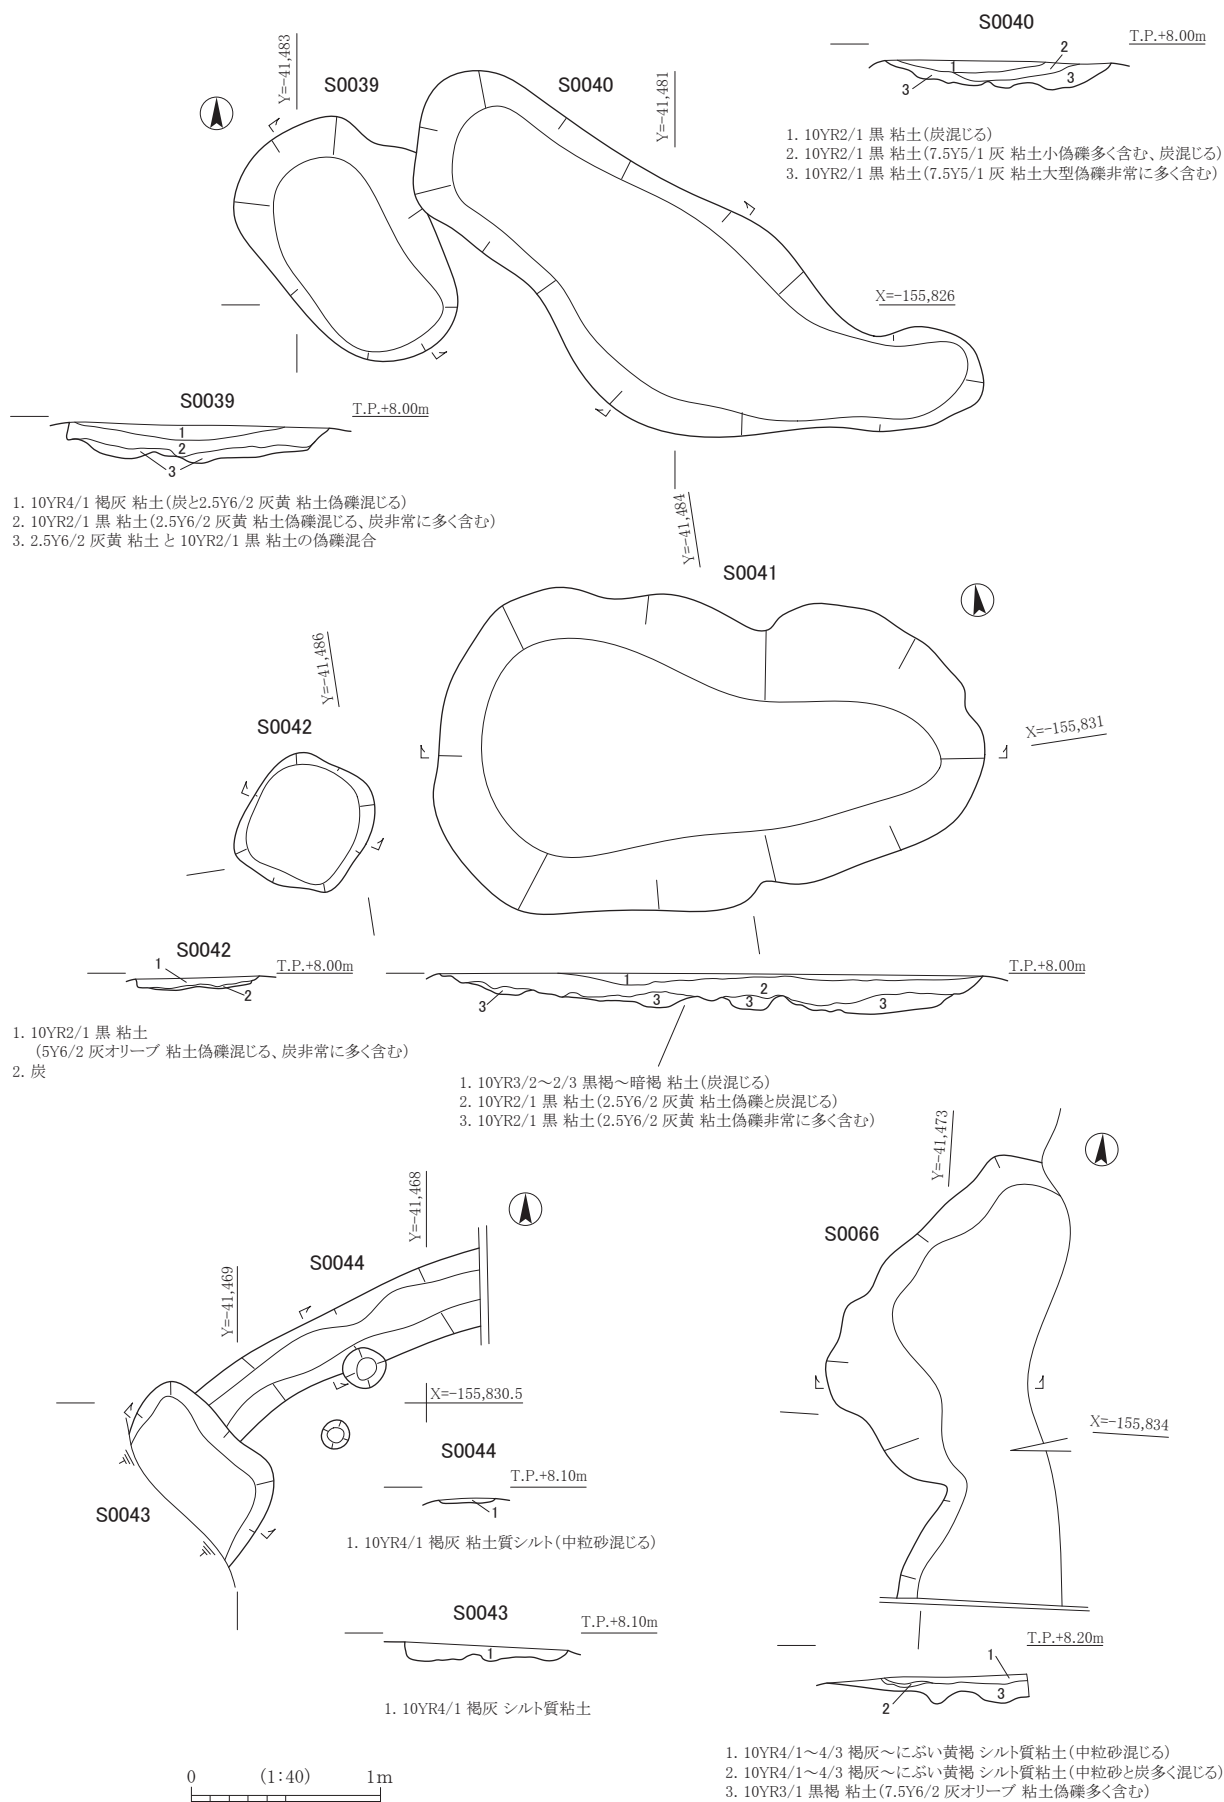 S0040
T.P.+8.00m
1
2
3
3
1. 10YR2/1 黒 粘土(炭混じる)
2. 10YR2/1 黒 粘土(7.5Y5/1 灰 粘土小偽礫多く含む、炭混じる)
3. 10YR2/1 黒 粘土(7.5Y5/1 灰 粘土大型偽礫非常に多く含む)
Y=-41,483
S0039
S0040
Y=-41,481
X=-155,826
S0039
T.P.+8.00m
1
2
3
1. 10YR4/1 褐灰 粘土(炭と2.5Y6/2 灰黄 粘土偽礫混じる)
2. 10YR2/1 黒 粘土(2.5Y6/2 灰黄 粘土偽礫混じる、炭非常に多く含む)
3. 2.5Y6/2 灰黄 粘土 と 10YR2/1 黒 粘土の偽礫混合
Y=-41,484
S0041
Y=-41,486
S0042
X=-155,831
S0042
T.P.+8.00m
1
2
1. 10YR2/1 黒 粘土
(5Y6/2 灰オリーブ 粘土偽礫混じる、炭非常に多く含む)
2. 炭
T.P.+8.00m
1
2
3
3
3
3
1. 10YR3/2～2/3 黒褐～暗褐 粘土(炭混じる)
2. 10YR2/1 黒 粘土(2.5Y6/2 灰黄 粘土偽礫と炭混じる)
3. 10YR2/1 黒 粘土(2.5Y6/2 灰黄 粘土偽礫非常に多く含む)
Y=-41,468
S0044
Y=-41,469
X=-155,830.5
S0043
S0044
T.P.+8.10m
1
1. 10YR4/1 褐灰 粘土質シルト(中粒砂混じる)
S0043
T.P.+8.10m
1
1. 10YR4/1 褐灰 シルト質粘土
Y=-41,473
S0066
X=-155,834
T.P.+8.20m
1
2
3
1. 10YR4/1～4/3 褐灰～にぶい黄褐 シルト質粘土(中粒砂混じる)
2. 10YR4/1～4/3 褐灰～にぶい黄褐 シルト質粘土(中粒砂と炭多く混じる)
3. 10YR3/1 黒褐 粘土(7.5Y6/2 灰オリーブ 粘土偽礫多く含む)
0 (1:40) 1m